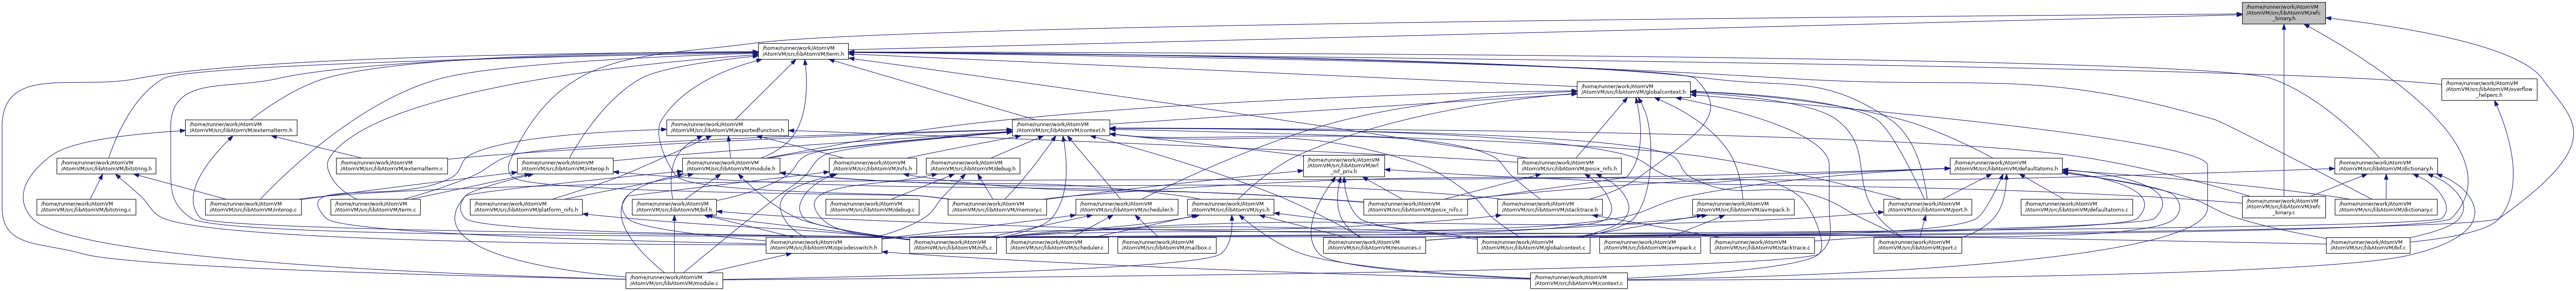 /home/runner/work/AtomVM
/AtomVM/src/libAtomVM/refc
_binary.h
/home/runner/work/AtomVM
/AtomVM/src/libAtomVM/term.h
/home/runner/work/AtomVM
/AtomVM/src/libAtomVM/globalcontext.h
/home/runner/work/AtomVM
/AtomVM/src/libAtomVM/overflow
_helpers.h
/home/runner/work/AtomVM
/AtomVM/src/libAtomVM/externalterm.h
/home/runner/work/AtomVM
/AtomVM/src/libAtomVM/exportedfunction.h
/home/runner/work/AtomVM
/AtomVM/src/libAtomVM/context.h
/home/runner/work/AtomVM
/AtomVM/src/libAtomVM/bitstring.h
/home/runner/work/AtomVM
/AtomVM/src/libAtomVM/externalterm.c
/home/runner/work/AtomVM
/AtomVM/src/libAtomVM/interop.h
/home/runner/work/AtomVM
/AtomVM/src/libAtomVM/module.h
/home/runner/work/AtomVM
/AtomVM/src/libAtomVM/nifs.h
/home/runner/work/AtomVM
/AtomVM/src/libAtomVM/debug.h
/home/runner/work/AtomVM
/AtomVM/src/libAtomVM/erl
_nif_priv.h
/home/runner/work/AtomVM
/AtomVM/src/libAtomVM/posix_nifs.h
/home/runner/work/AtomVM
/AtomVM/src/libAtomVM/defaultatoms.h
/home/runner/work/AtomVM
/AtomVM/src/libAtomVM/dictionary.h
/home/runner/work/AtomVM
/AtomVM/src/libAtomVM/bitstring.c
/home/runner/work/AtomVM
/AtomVM/src/libAtomVM/interop.c
/home/runner/work/AtomVM
/AtomVM/src/libAtomVM/term.c
/home/runner/work/AtomVM
/AtomVM/src/libAtomVM/platform_nifs.h
/home/runner/work/AtomVM
/AtomVM/src/libAtomVM/bif.h
/home/runner/work/AtomVM
/AtomVM/src/libAtomVM/debug.c
/home/runner/work/AtomVM
/AtomVM/src/libAtomVM/memory.c
/home/runner/work/AtomVM
/AtomVM/src/libAtomVM/scheduler.h
/home/runner/work/AtomVM
/AtomVM/src/libAtomVM/sys.h
/home/runner/work/AtomVM
/AtomVM/src/libAtomVM/posix_nifs.c
/home/runner/work/AtomVM
/AtomVM/src/libAtomVM/stacktrace.h
/home/runner/work/AtomVM
/AtomVM/src/libAtomVM/avmpack.h
/home/runner/work/AtomVM
/AtomVM/src/libAtomVM/port.h
/home/runner/work/AtomVM
/AtomVM/src/libAtomVM/defaultatoms.c
/home/runner/work/AtomVM
/AtomVM/src/libAtomVM/refc
_binary.c
/home/runner/work/AtomVM
/AtomVM/src/libAtomVM/dictionary.c
/home/runner/work/AtomVM
/AtomVM/src/libAtomVM/opcodesswitch.h
/home/runner/work/AtomVM
/AtomVM/src/libAtomVM/nifs.c
/home/runner/work/AtomVM
/AtomVM/src/libAtomVM/scheduler.c
/home/runner/work/AtomVM
/AtomVM/src/libAtomVM/mailbox.c
/home/runner/work/AtomVM
/AtomVM/src/libAtomVM/resources.c
/home/runner/work/AtomVM
/AtomVM/src/libAtomVM/globalcontext.c
/home/runner/work/AtomVM
/AtomVM/src/libAtomVM/avmpack.c
/home/runner/work/AtomVM
/AtomVM/src/libAtomVM/stacktrace.c
/home/runner/work/AtomVM
/AtomVM/src/libAtomVM/port.c
/home/runner/work/AtomVM
/AtomVM/src/libAtomVM/bif.c
/home/runner/work/AtomVM
/AtomVM/src/libAtomVM/module.c
/home/runner/work/AtomVM
/AtomVM/src/libAtomVM/context.c